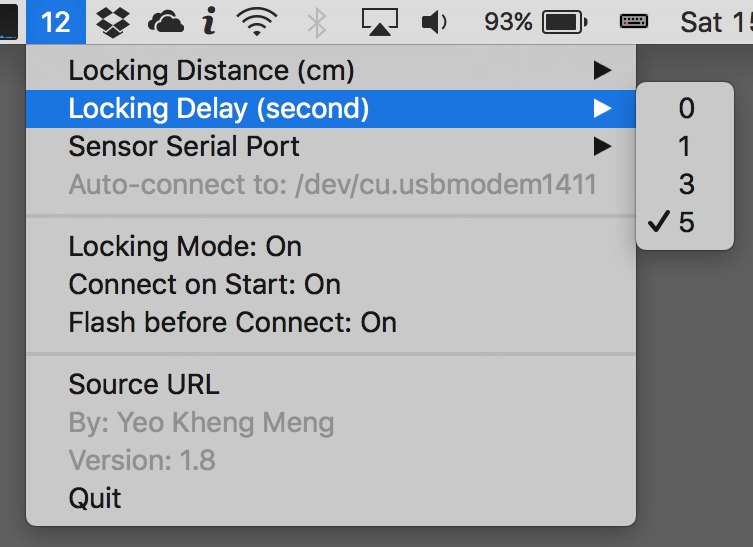 12 i 93% Sat 15
Locking Distance (cm)
Locking Delay (second)
Sensor Serial Port
Auto-connect to: /dev/cu.usbmodem1411
0
1
3
5
Locking Mode: On
Connect on Start: On
Flash before Connect: On
Source URL
By: Yeo Kheng Meng
Version: 1.8
Quit